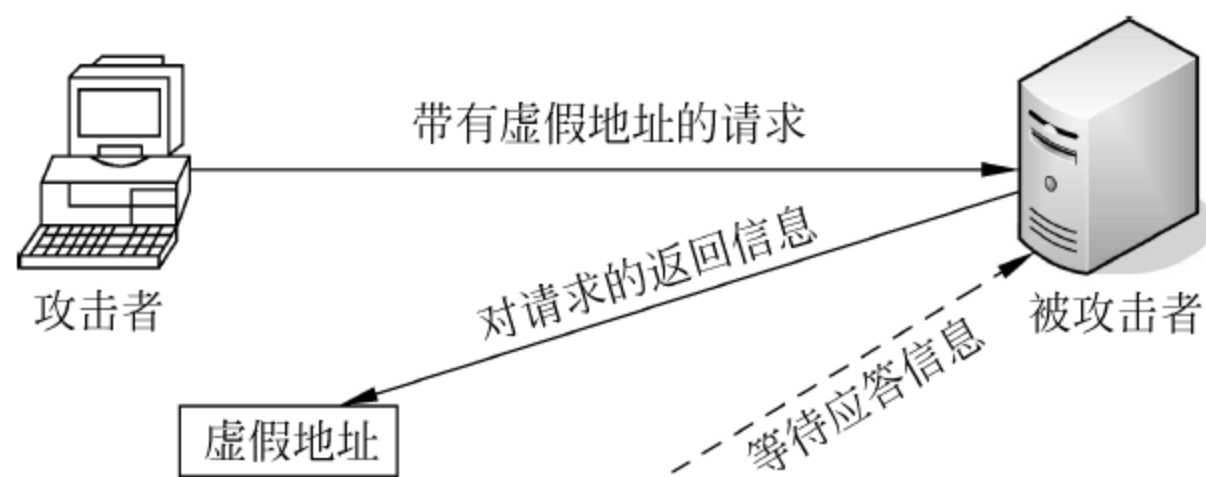 带有虚假地址的请求
对请求的返回信息
攻击者
被攻击者
等待应答信息
虚假地址